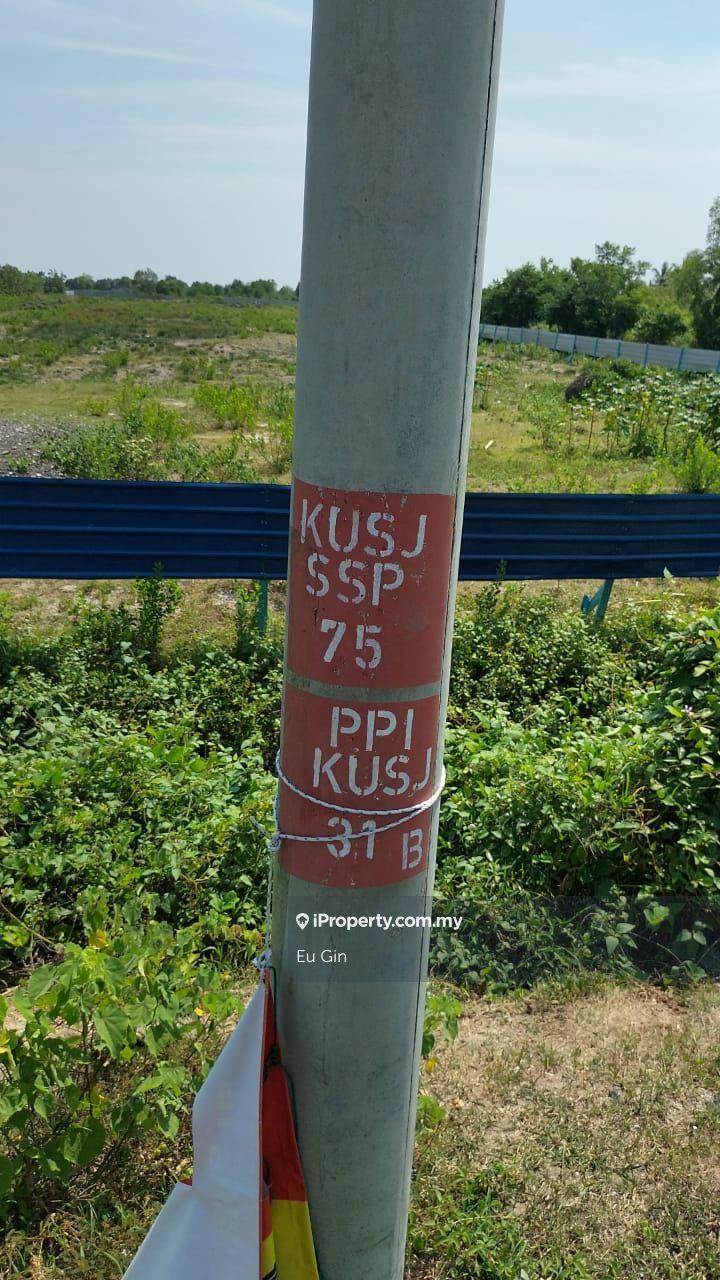 KUSJ
SSP
75
PPI
KUSJ
31 B
iProperty.com.my
Eu Gin